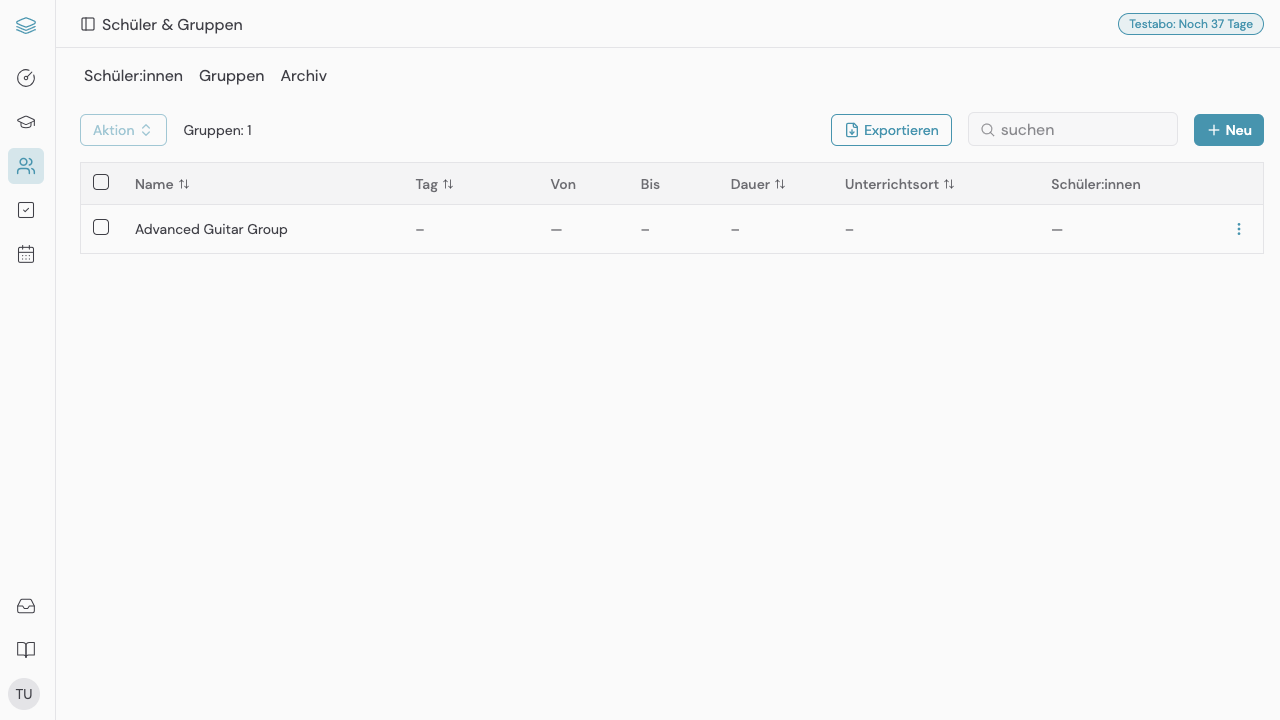 Schüler & Gruppen
Testabo: Noch 37 Tage
Schüler:innen Gruppen Archiv
Aktion Gruppen: 1 Exportieren suchen Neu
Name Tag Von Bis Dauer Unterrichtsort Schüler:innen
Advanced Guitar Group – — – – – —
TU